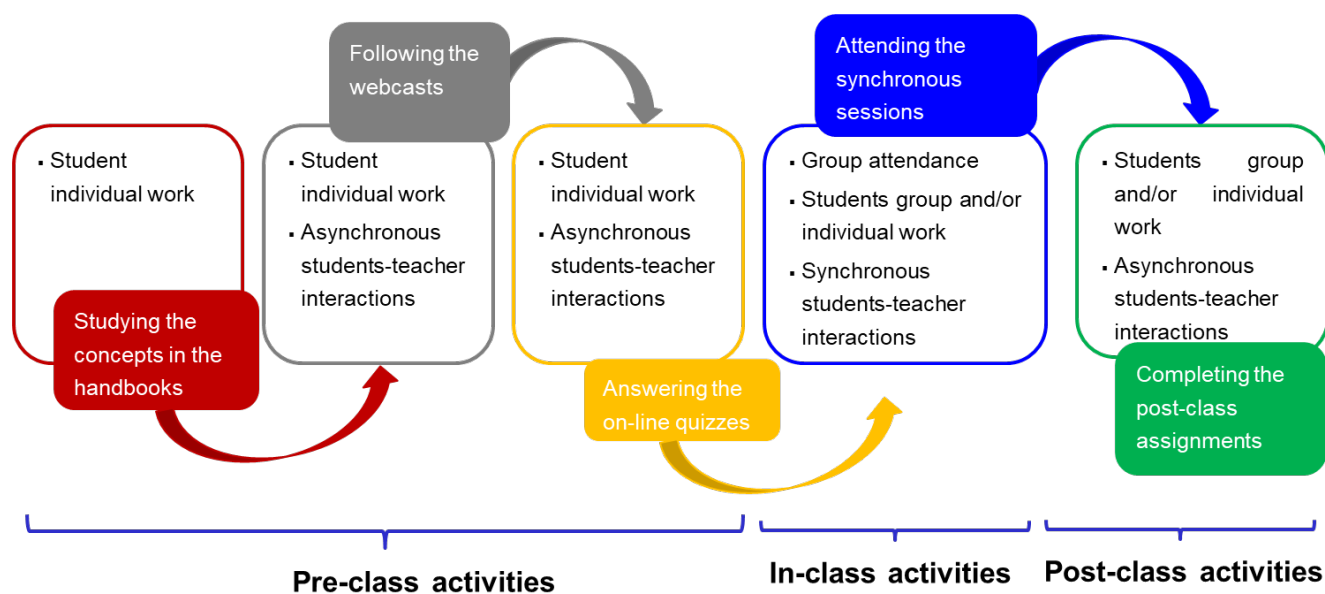 Studying the
concepts in the
handbooks
▪ Student
individual work
Following the
webcasts
▪ Student
individual work
▪ Asynchronous
students-teacher
interactions
Answering the
on-line quizzes
▪ Student
individual work
▪ Asynchronous
students-teacher
interactions
Attending the
synchronous
sessions
▪ Group attendance
▪ Students group and/or
individual work
▪ Synchronous
students-teacher
interactions
Completing the
post-class
assignments
▪ Students group
and/or individual
work
▪ Asynchronous
students-teacher
interactions
Pre-class activities
In-class activities
Post-class activities